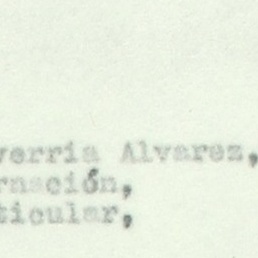 verria Alvarez,
rnación,
ticular,